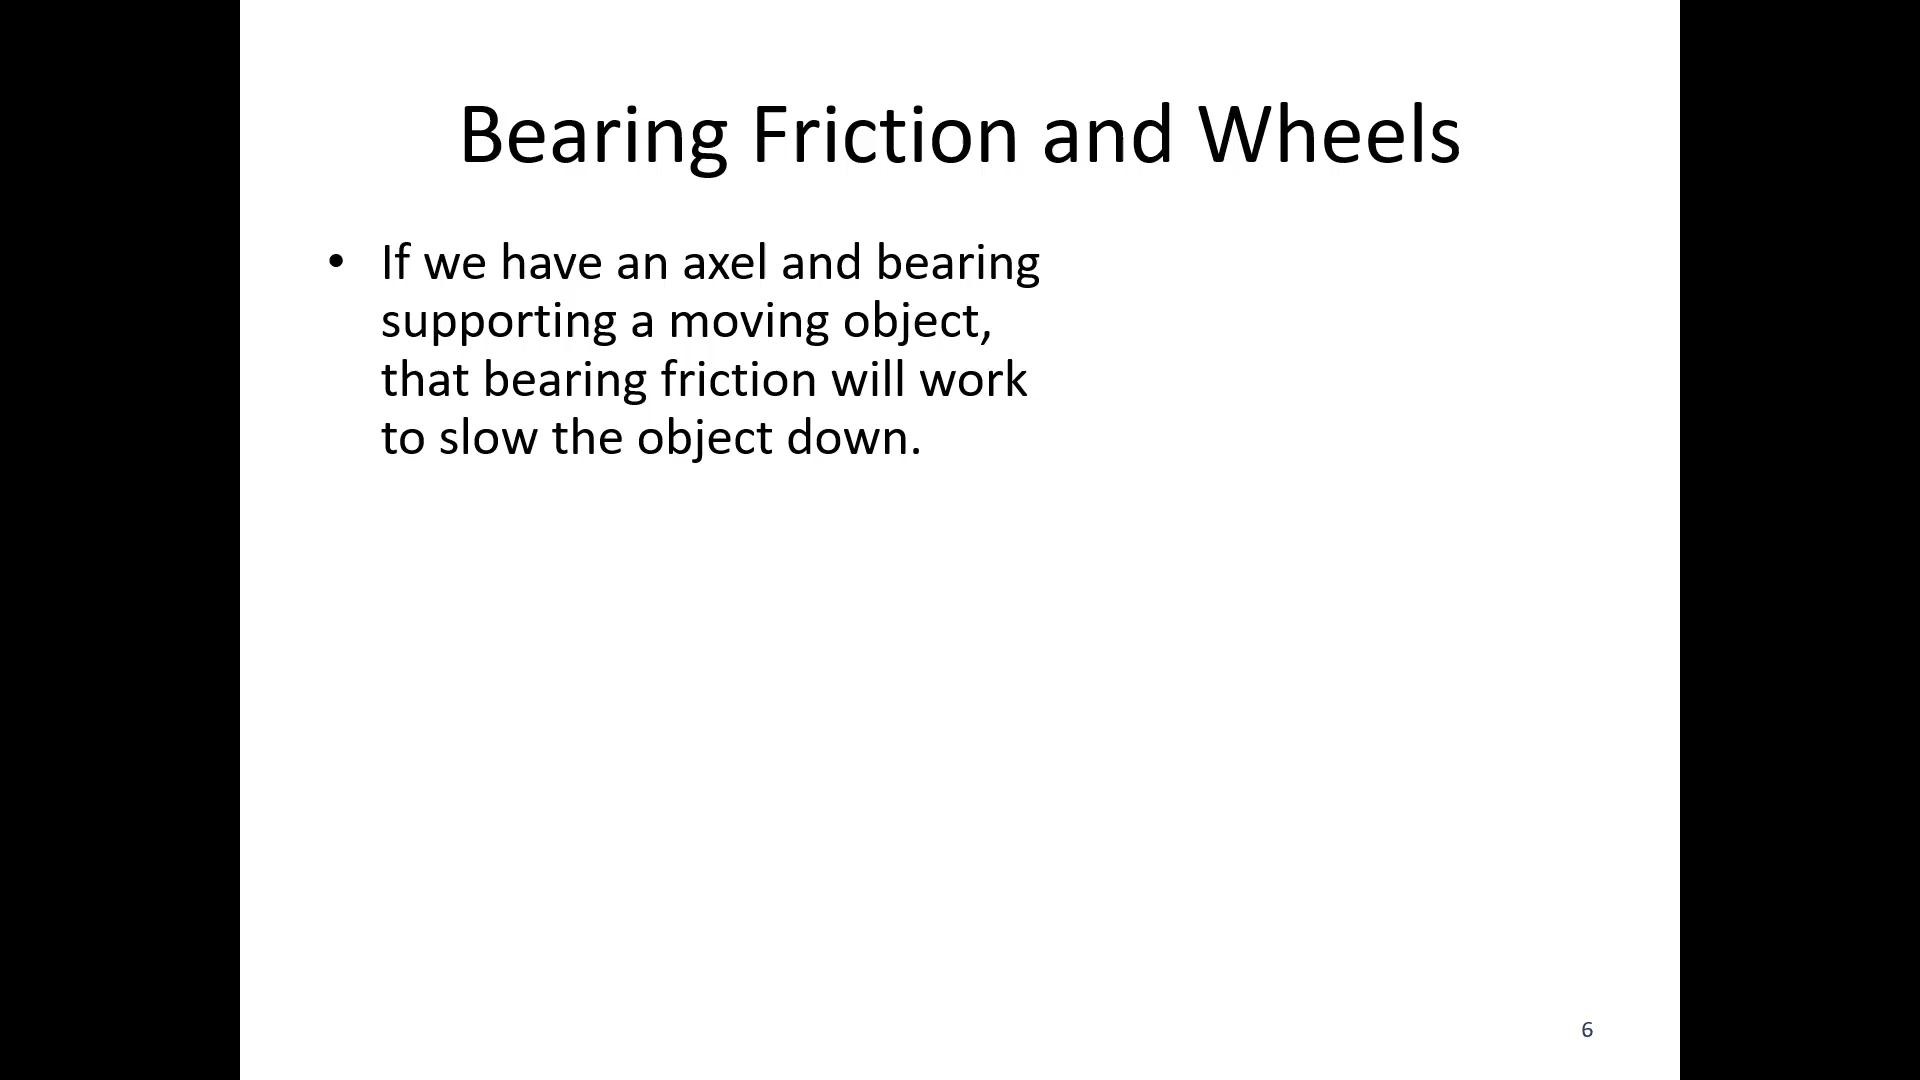 Bearing Friction and Wheels
• If we have an axel and bearing
supporting a moving object,
that bearing friction will work
to slow the object down.
6